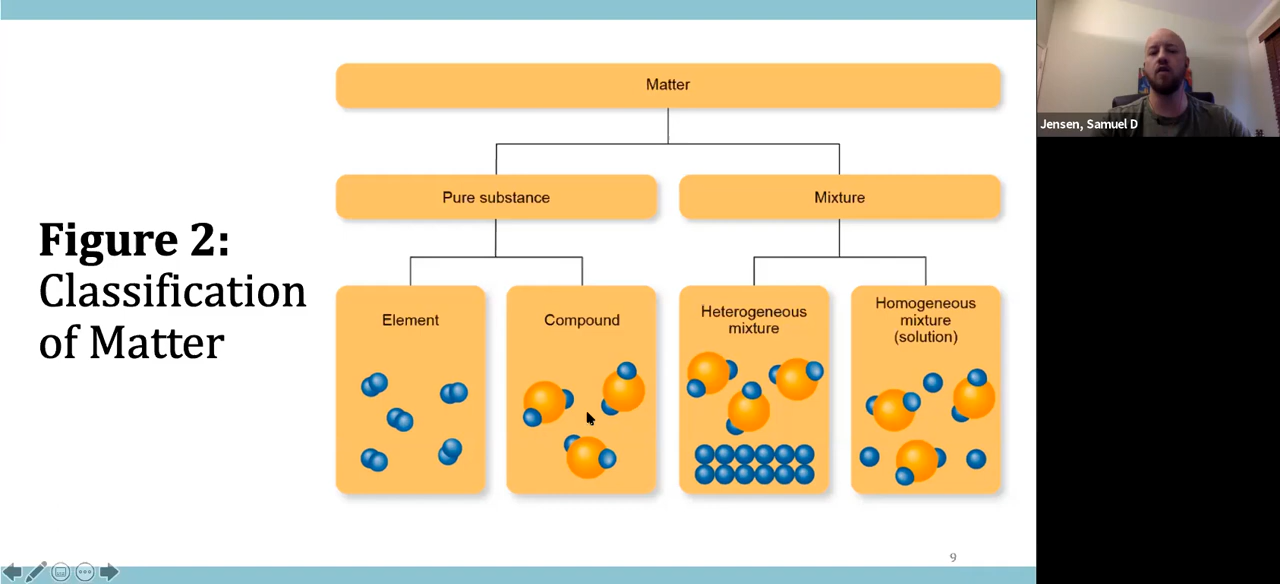 Matter
Jensen, Samuel D
Pure substance
Mixture
Figure 2:
Classification
of Matter
Element
Compound
Heterogeneous
mixture
Homogeneous
mixture
(solution)
9